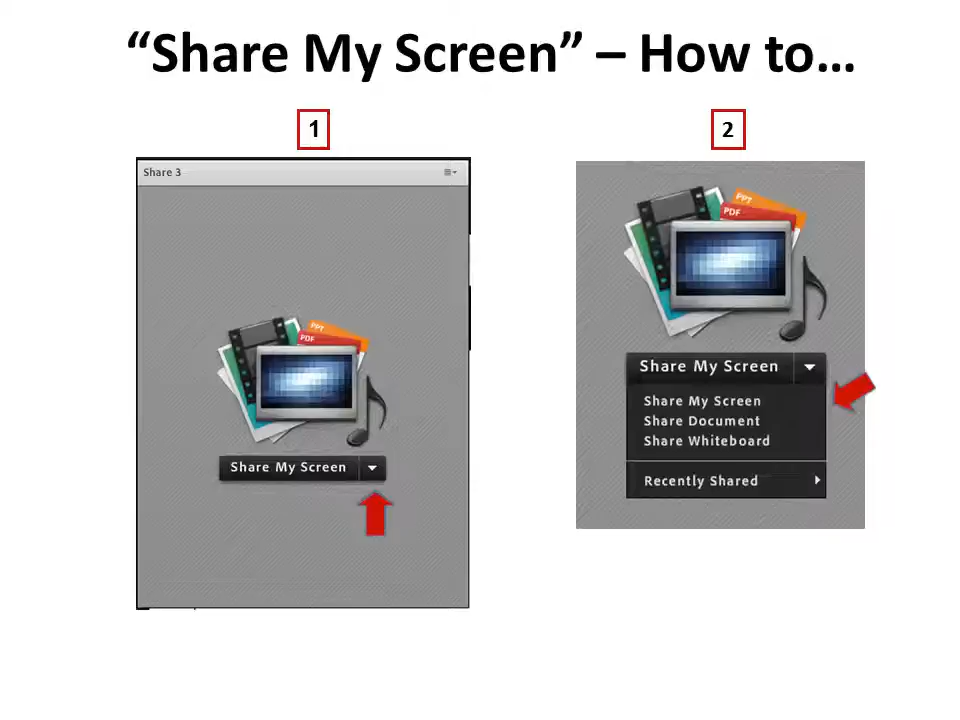 “Share My Screen” – How to…
1
Share 3
PPT
PDF
Share My Screen
2
PPT
PDF
Share My Screen
Share My Screen
Share Document
Share Whiteboard
Recently Shared